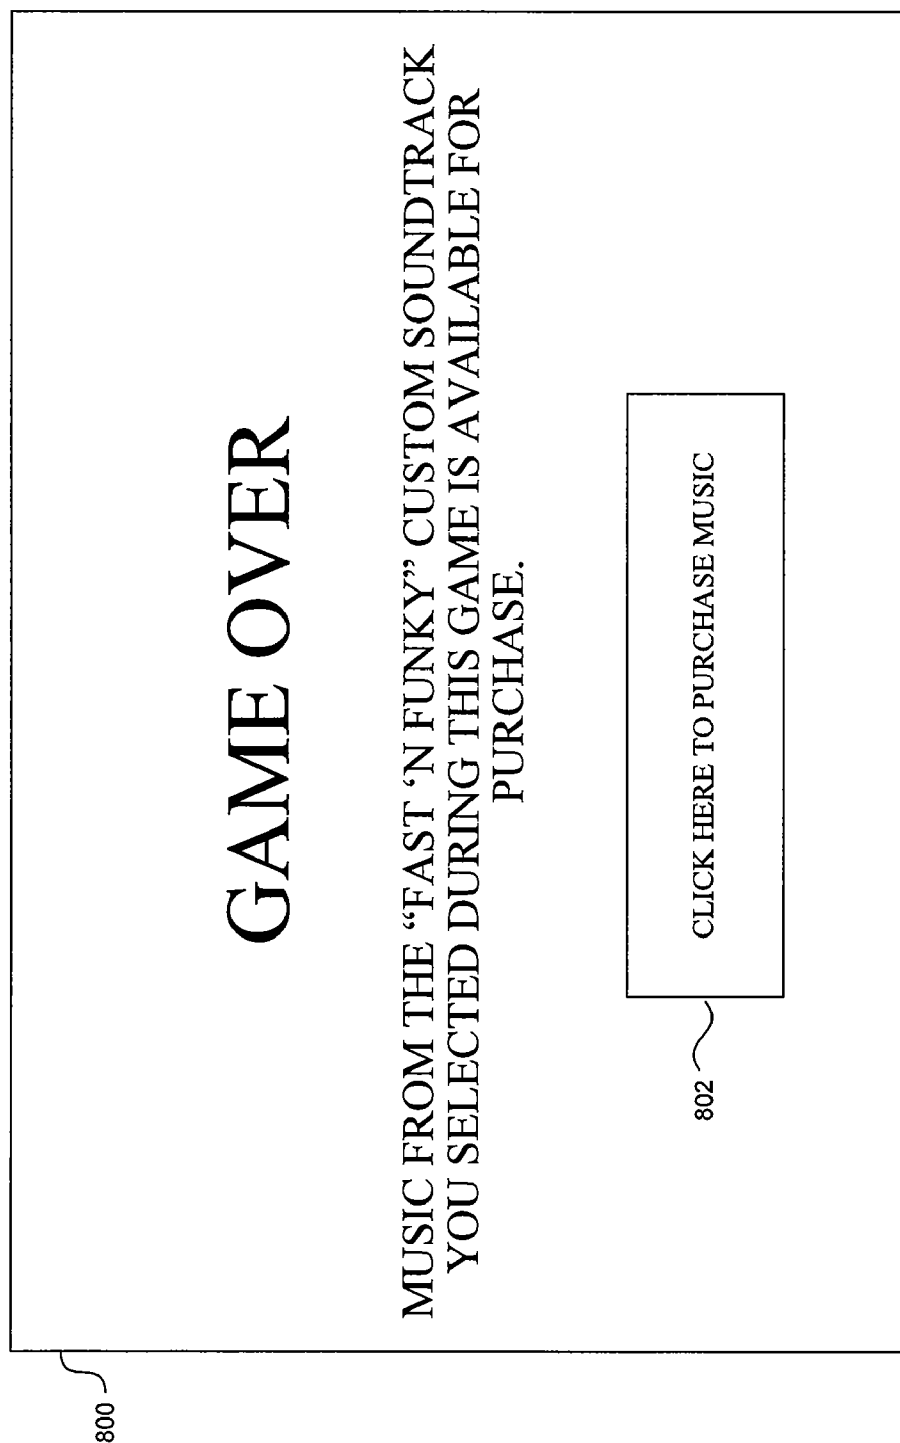 GAME OVER
MUSIC FROM THE “FAST ‘N FUNKY” CUSTOM SOUNDTRACK
YOU SELECTED DURING THIS GAME IS AVAILABLE FOR
PURCHASE.
CLICK HERE TO PURCHASE MUSIC
802
800